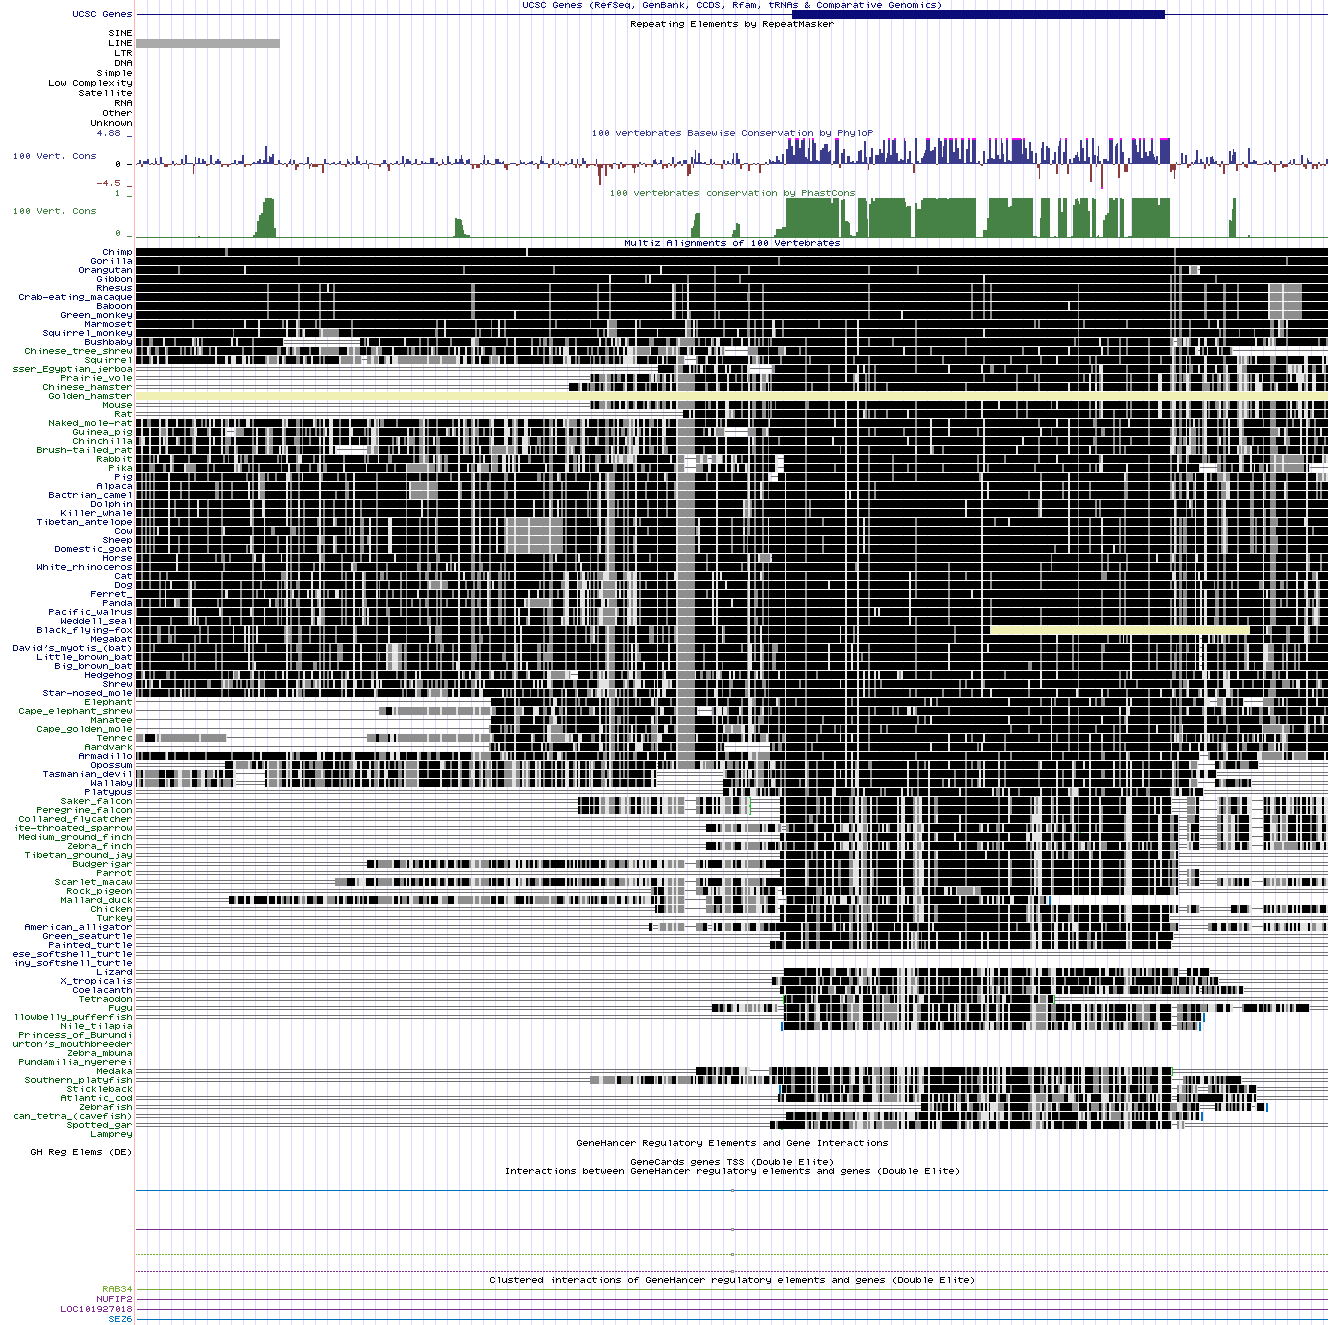 UCSC Genes (RefSeq, GenBank, CCDS, Rfam, tRNAs & Comparative Genomics)
UCSC Genes
Repeating Elements by RepeatMasker
SINE
LINE
LTR
DNA
Simple
Low Complexity
Satellite
RNA
Other
Unknown
4.88 _
100 vertebrates Basewise Conservation by PhyloP
100 Vert. Cons
0 _
-4.5 _
1 _
100 vertebrates conservation by PhastCons
100 Vert. Cons
0 _
Multiz Alignments of 100 Vertebrates
Chimp
Gorilla
Orangutan
Gibbon
Rhesus
Crab-eating_macaque
Baboon
Green_monkey
Marmoset
Squirrel_monkey
Bushbaby
Chinese_tree_shrew
Squirrel
sser_Egyptian_jerboa
Prairie_vole
Chinese_hamster
Golden_hamster
Mouse
Rat
Naked_mole-rat
Guinea_pig
Chinchilla
Brush-tailed_rat
Rabbit
Pika
Pig
Alpaca
Bactrian_camel
Dolphin
Killer_whale
Tibetan_antelope
Cow
Sheep
Domestic_goat
Horse
White_rhinoceros
Cat
Dog
Ferret_
Panda
Pacific_walrus
Weddell_seal
Black_flying-fox
Megabat
David's_myotis_(bat)
Little_brown_bat
Big_brown_bat
Hedgehog
Shrew
Star-nosed_mole
Elephant
Cape_elephant_shrew
Manatee
Cape_golden_mole
Tenrec
Aardvark
Armadillo
Opossum
Tasmanian_devil
Wallaby
Platypus
Saker_falcon
Peregrine_falcon
Collared_flycatcher
ite-throated_sparrow
Medium_ground_finch
Zebra_finch
Tibetan_ground_jay
Budgerigar
Parrot
Scarlet_macaw
Rock_pigeon
Mallard_duck
Chicken
Turkey
American_alligator
Green_seaturtle
Painted_turtle
ese_softshell_turtle
iny_softshell_turtle
Lizard
X_tropicalis
Coelacanth
Tetraodon
Fugu
llowbelly_pufferfish
Nile_tilapia
Princess_of_Burundi
urton's_mouthbreeder
Zebra_mbuna
Pundamilia_nyererei
Medaka
Southern_platyfish
Stickleback
Atlantic_cod
Zebrafish
can_tetra_(cavefish)
Spotted_gar
Lamprey
GeneHancer Regulatory Elements and Gene Interactions
GH Reg Elems (DE)
GeneCards genes TSS (Double Elite)
Interactions between GeneHancer regulatory elements and genes (Double Elite)
Clustered interactions of GeneHancer regulatory elements and genes (Double Elite)
RAB34
NUFIP2
LOC101927018
SEZ6